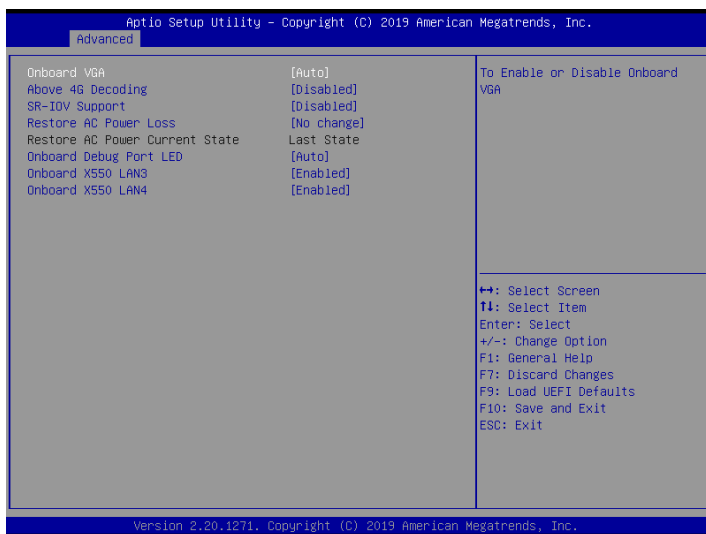 Aptio Setup Utility – Copyright (C) 2019 American Megatrends, Inc.
Advanced
Onboard VGA [Auto]
Above 4G Decoding [Disabled]
SR-IOV Support [Disabled]
Restore AC Power Loss [No change]
Restore AC Power Current State Last State
Onboard Debug Port LED [Auto]
Onboard X550 LAN3 [Enabled]
Onboard X550 LAN4 [Enabled]
To Enable or Disable Onboard
VGA
↔: Select Screen
↑↓: Select Item
Enter: Select
+/-: Change Option
F1: General Help
F7: Discard Changes
F9: Load UEFI Defaults
F10: Save and Exit
ESC: Exit
Version 2.20.1271. Copyright (C) 2019 American Megatrends, Inc.